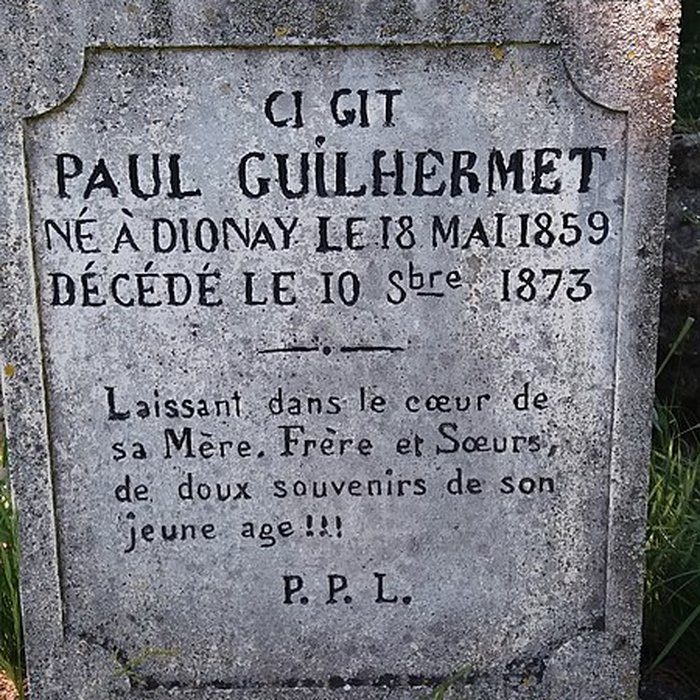 CI GIT
PAUL GUILHERMET
NÉ À DIONAY LE 18 MAI 1859
DÉCÉDÉ LE 10 Sbre 1873
Laissant dans le cœur de
sa Mère. Frère et Sœurs,
de doux souvenirs de son
jeune age!!!
P. P. L.